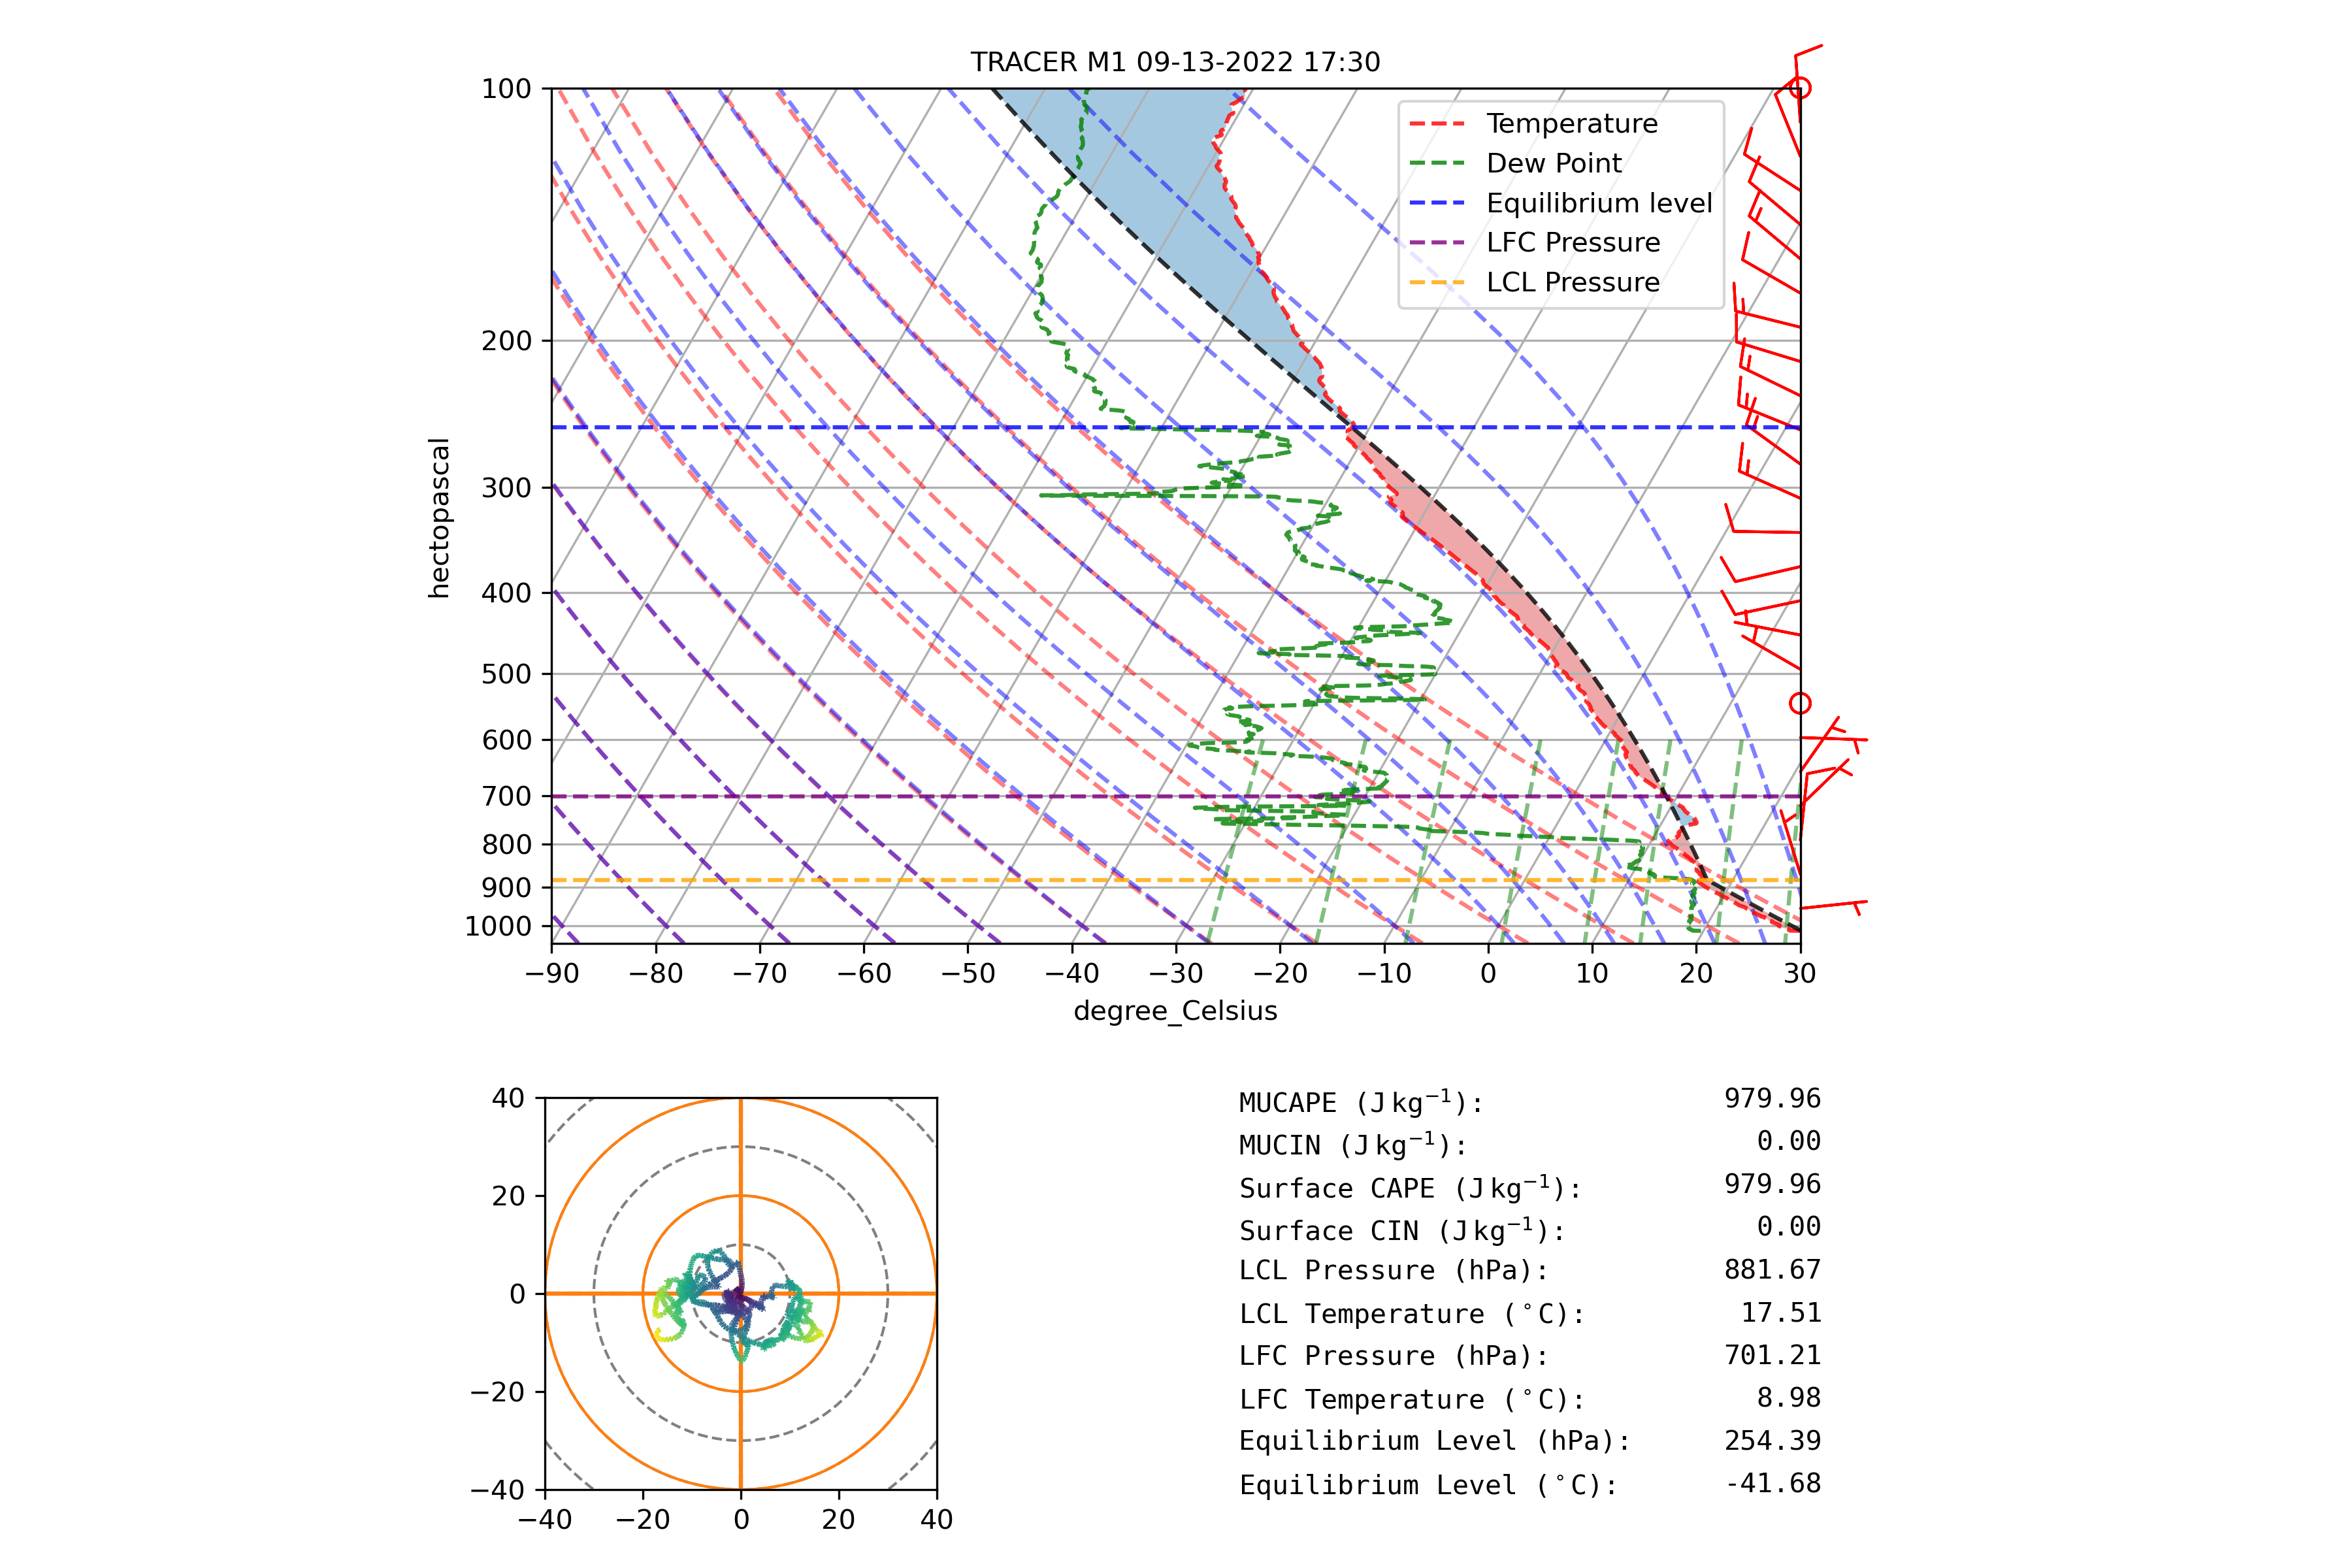 TRACER M1 09-13-2022 17:30
100
200
300
400
500
600
700
800
900
1000
hectopascal
Temperature
Dew Point
Equilibrium level
LFC Pressure
LCL Pressure
−90 −80 −70 −60 −50 −40 −30 −20 −10 0 10 20 30
degree_Celsius
40
20
0
−20
−40
−40 −20 0 20 40
MUCAPE (J kg⁻¹): 979.96
MUCIN (J kg⁻¹): 0.00
Surface CAPE (J kg⁻¹): 979.96
Surface CIN (J kg⁻¹): 0.00
LCL Pressure (hPa): 881.67
LCL Temperature (°C): 17.51
LFC Pressure (hPa): 701.21
LFC Temperature (°C): 8.98
Equilibrium Level (hPa): 254.39
Equilibrium Level (°C): -41.68